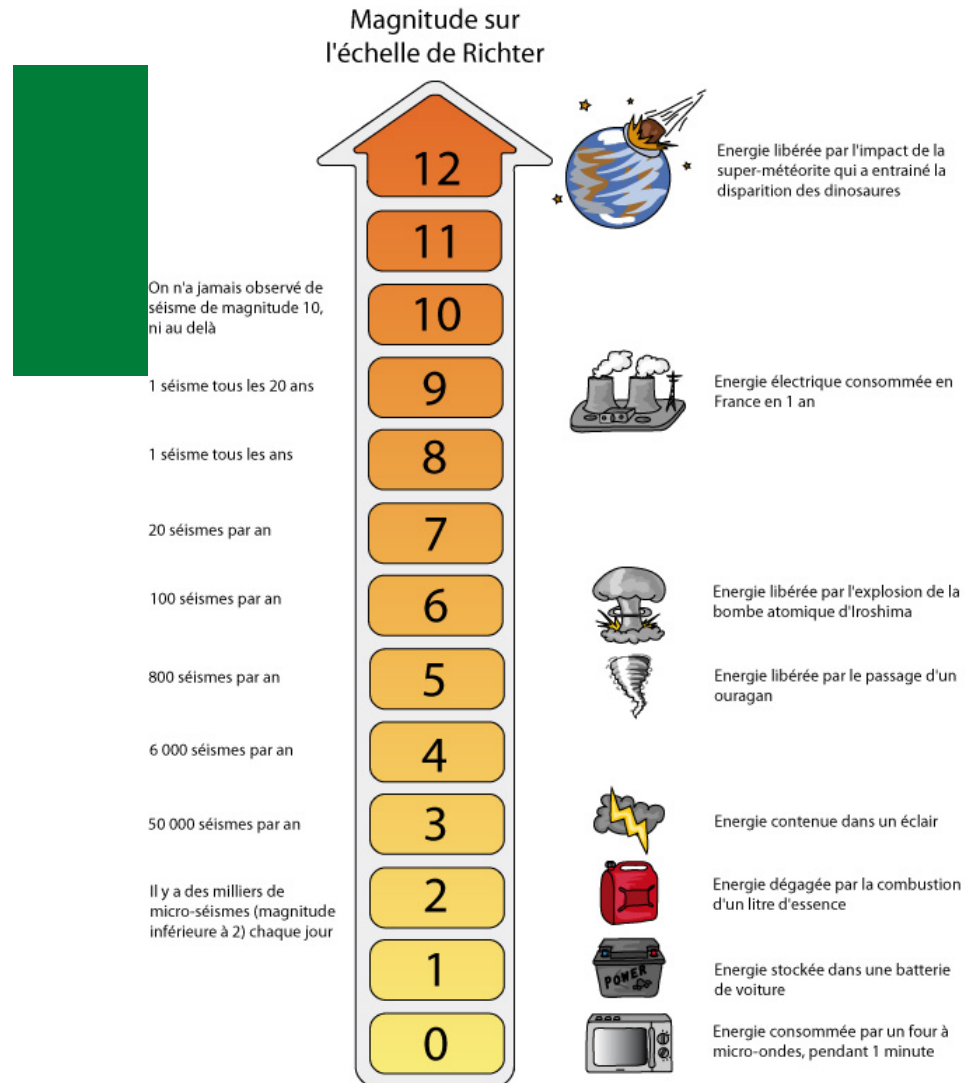 Magnitude sur
l'échelle de Richter
12
Energie libérée par l'impact de la
super-météorite qui a entrainé la
disparition des dinosaures
11
On n'a jamais observé de
séisme de magnitude 10,
ni au delà
10
1 séisme tous les 20 ans
9
Energie électrique consommée en
France en 1 an
1 séisme tous les ans
8
20 séismes par an
7
100 séismes par an
6
Energie libérée par l'explosion de la
bombe atomique d'Iroshima
800 séismes par an
5
Energie libérée par le passage d'un
ouragan
6 000 séismes par an
4
50 000 séismes par an
3
Energie contenue dans un éclair
Il y a des milliers de
micro-séismes (magnitude
inférieure à 2) chaque jour
2
Energie dégagée par la combustion
d'un litre d'essence
1
POWER
Energie stockée dans une batterie
de voiture
0
Energie consommée par un four à
micro-ondes, pendant 1 minute